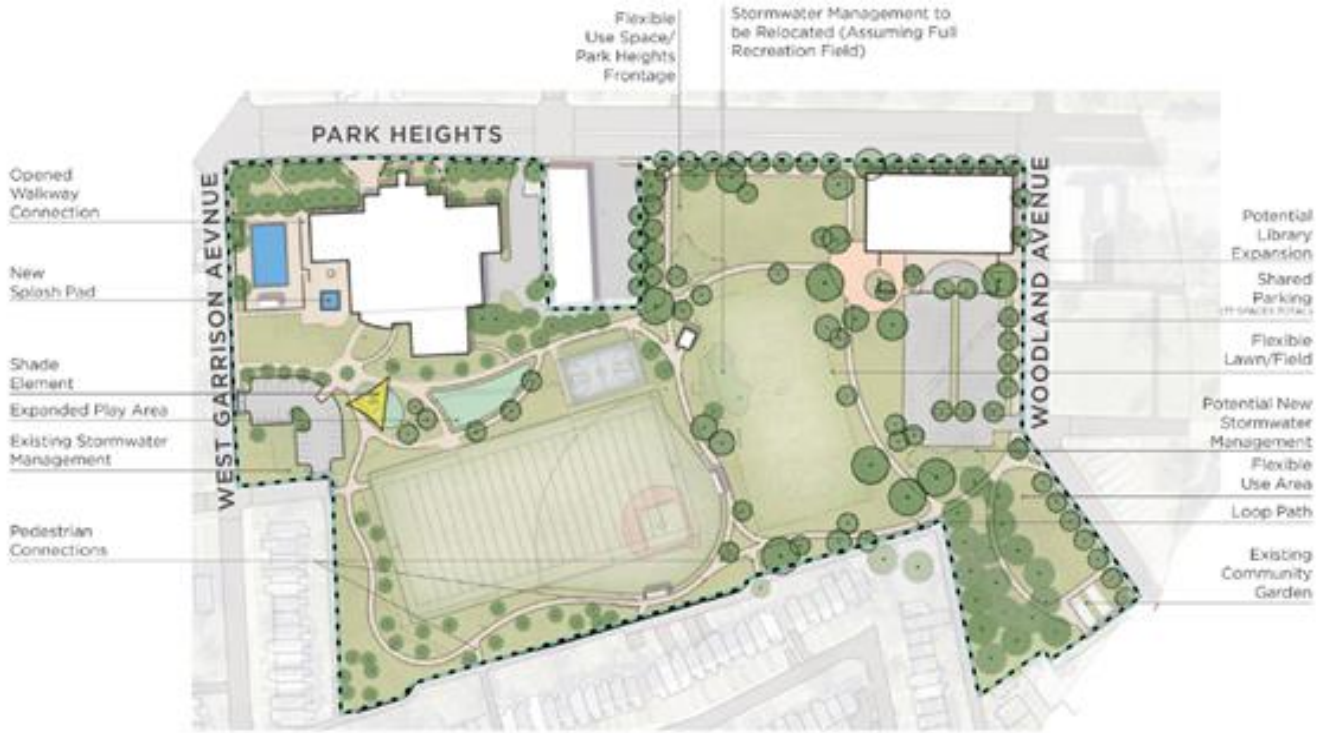 Flexible
Use Space/
Park Heights
Frontage
Stormwater Management to
be Relocated (Assuming Full
Recreation Field)
PARK HEIGHTS
WEST GARRISON AEVNUE
WOODLAND AVENUE
Opened
Walkway
Connection
New
Splash Pad
Shade
Element
Expanded Play Area
Existing Stormwater
Management
Pedestrian
Connections
Potential
Library
Expansion
Shared
Parking
SPACES TOTAL)
Flexible
Lawn/Field
Potential New
Stormwater
Management
Flexible
Use Area
Loop Path
Existing
Community
Garden